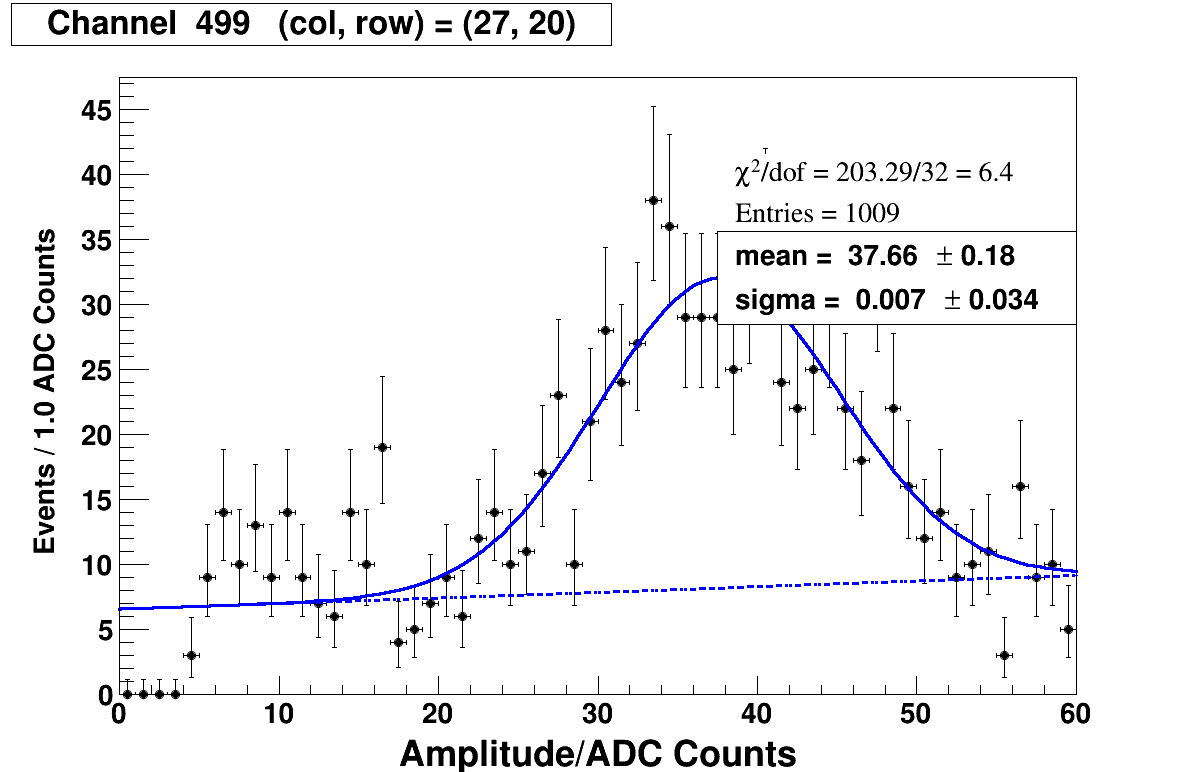 Channel 499 (col, row) = (27, 20)
45
40
35
30
25
20
15
10
5
0
Events / 1.0 ADC Counts
χ²/dof = 203.29/32 = 6.4
Entries = 1009
mean = 37.66 ± 0.18
sigma = 0.007 ± 0.034
0 10 20 30 40 50 60
Amplitude/ADC Counts